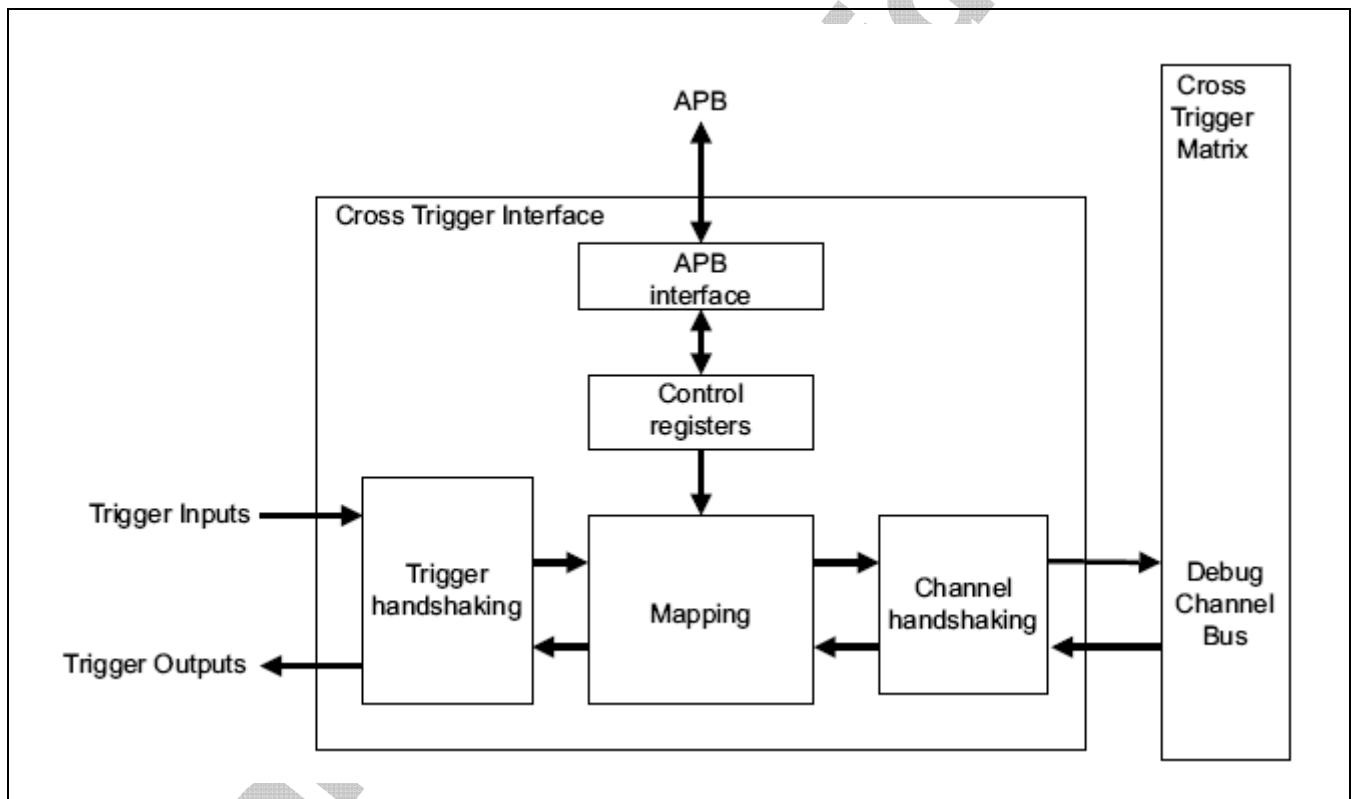 APB
Cross
Trigger
Matrix
Cross Trigger Interface
APB
interface
Control
registers
Trigger Inputs
Trigger
handshaking
Mapping
Channel
handshaking
Debug
Channel
Bus
Trigger Outputs